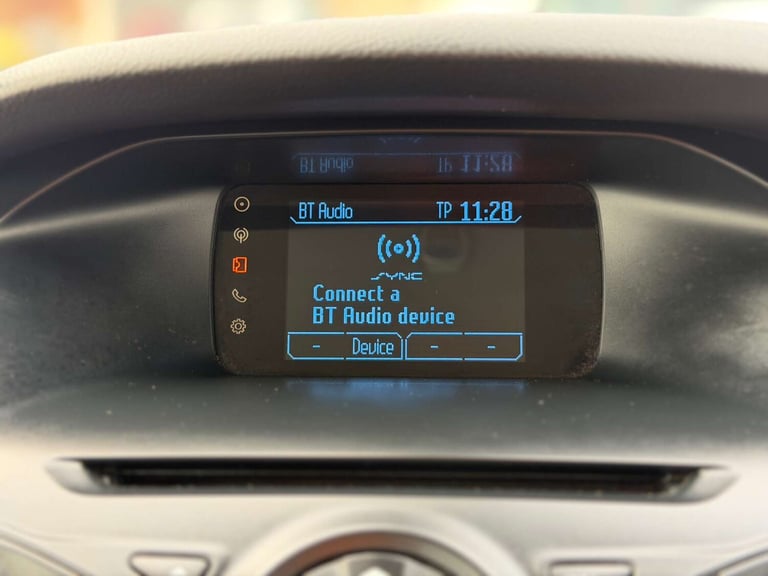 BT Audio TP 11:28
SYNC
Connect a
BT Audio device
- Device - -